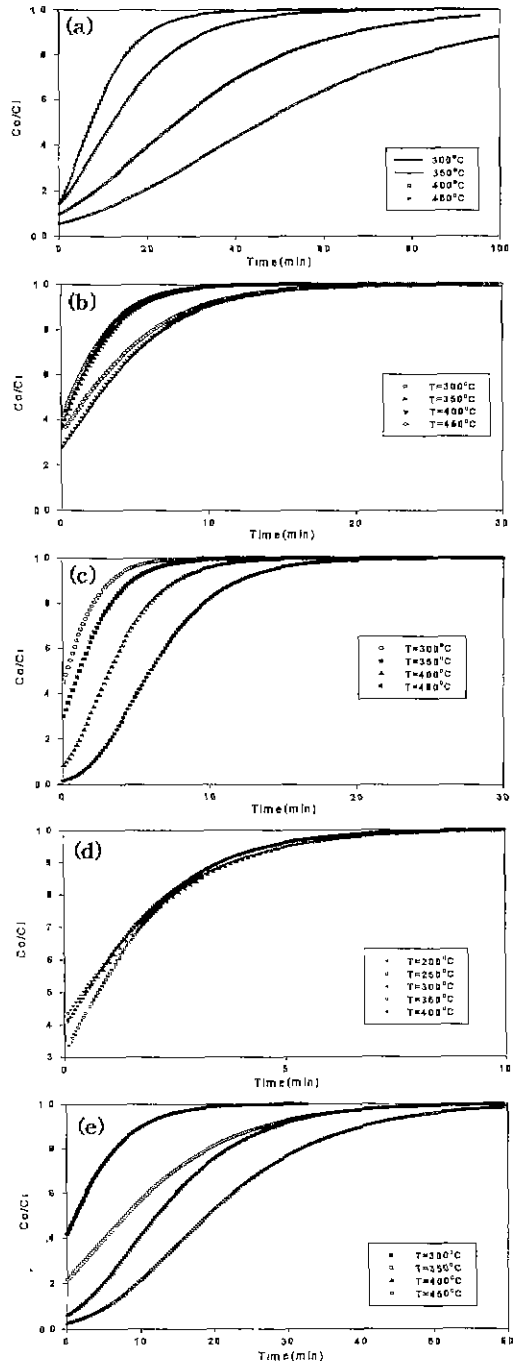 (a)
Co/Ci
1.0
8
6
4
2
0.0
0
20
40
60
80
100
Time(min)
300°C
350°C
400°C
450°C
(b)
Co/Ci
1.0
8
6
4
2
0.0
0
10
20
30
Time(min)
T=300°C
T=350°C
T=400°C
T=450°C
(c)
Co/Ci
1.0
8
6
4
2
0.0
0
10
20
30
Time(min)
T=300°C
T=350°C
T=400°C
T=450°C
(d)
Co/Ci
1.0
9
8
7
6
5
4
3
0
5
10
Time(min)
T=200°C
T=250°C
T=300°C
T=350°C
T=400°C
(e)
Co/Ci
1.0
8
6
4
2
0.0
0
10
20
30
40
50
60
Time(min)
T=300°C
T=350°C
T=400°C
T=450°C